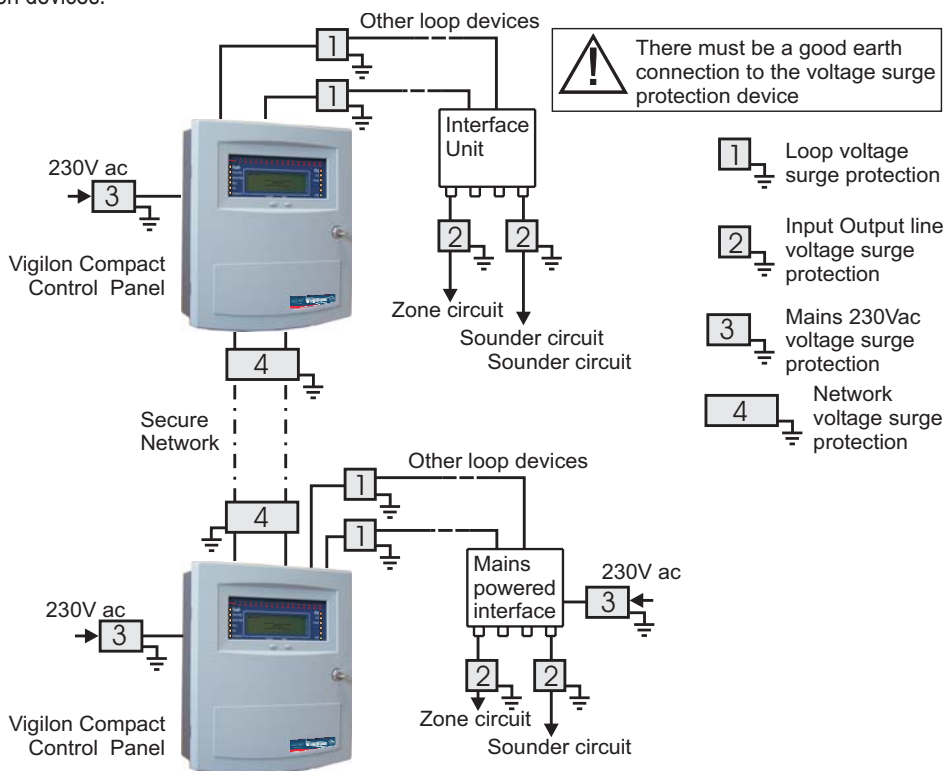 on devices.
Other loop devices
1
1
There must be a good earth
connection to the voltage surge
protection device
!
Interface
Unit
230V ac
3
2
2
Vigilon Compact
Control Panel
Zone circuit
Sounder circuit
Sounder circuit
1
Loop voltage
surge protection
2
Input Output line
voltage surge
protection
3
Mains 230Vac
voltage surge
protection
4
Network
voltage surge
protection
4
Secure
Network
4
Other loop devices
1
1
Mains
powered
interface
230V ac
3
230V ac
3
2
2
Vigilon Compact
Control Panel
Zone circuit
Sounder circuit